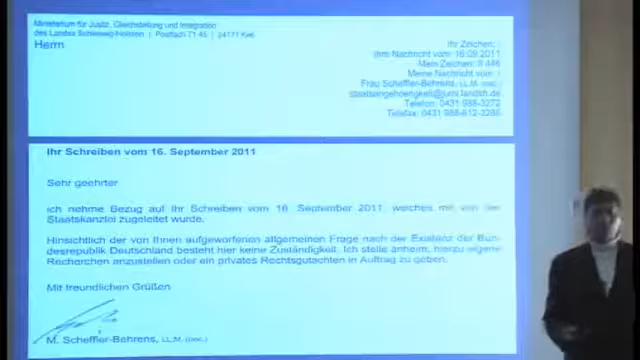 Ministerium für Justiz, Gleichstellung und Integration
des Landes Schleswig-Holstein | Postfach 71 45 | 24171 Kiel
Herrn
Ihr Zeichen: /
Ihre Nachricht vom: 16.09.2011
Mein Zeichen: II 446
Meine Nachricht vom: /
Frau Scheffler-Behrens, LL.M. (oec.)
staatsangehoerigkeit@jumi.landsh.de
Telefon: 0431 988-3272
Telefax: 0431 988-612-3286
Ihr Schreiben vom 16. September 2011
Sehr geehrter
ich nehme Bezug auf Ihr Schreiben vom 16. September 2011, welches mir von der
Staatskanzlei zugeleitet wurde.
Hinsichtlich der von Ihnen aufgeworfenen allgemeinen Frage nach der Existenz der Bun-
desrepublik Deutschland besteht hier keine Zuständigkeit. Ich stelle anheim, hierzu eigene
Recherchen anzustellen oder ein privates Rechtsgutachten in Auftrag zu geben.
Mit freundlichen Grüßen
M. Scheffler-Behrens, LL.M. (oec.)